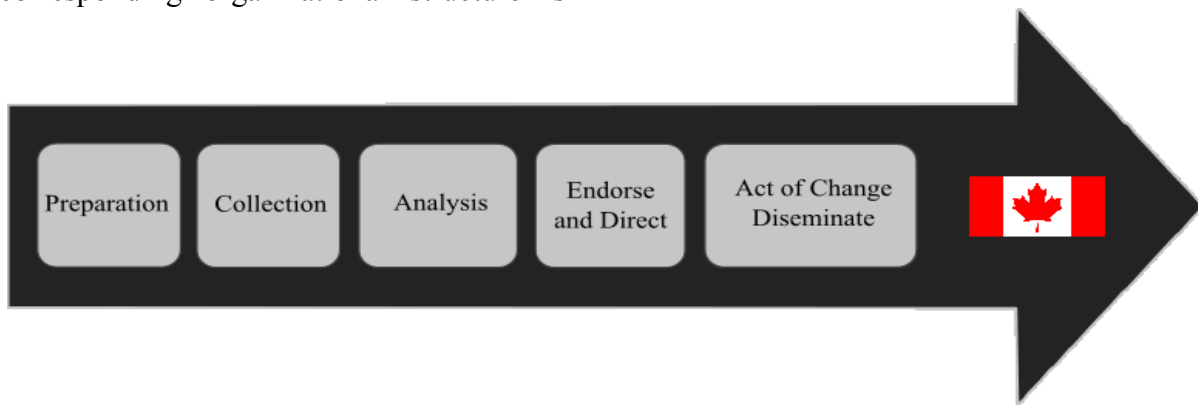 Preparation
Collection
Analysis
Endorse
and Direct
Act of Change
Diseminate